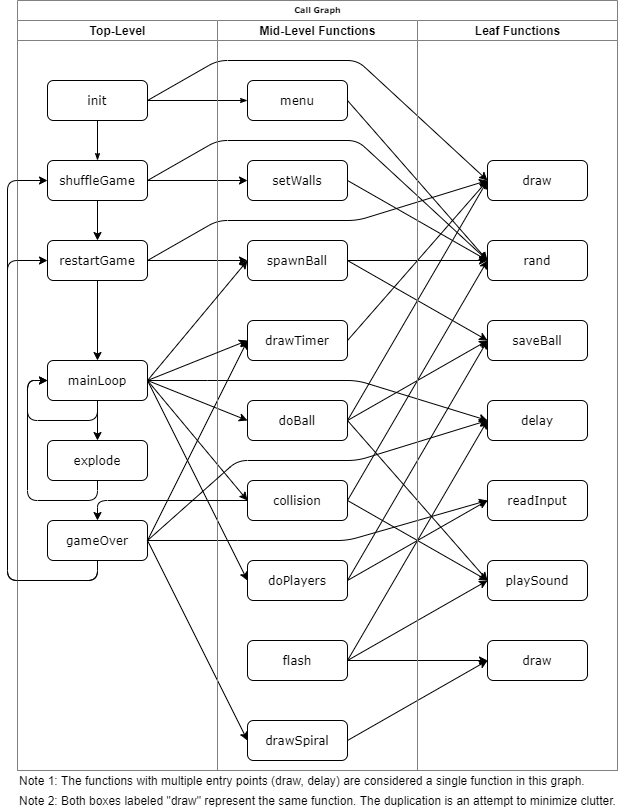 Call Graph
Top-Level
Mid-Level Functions
Leaf Functions
init
menu
shuffleGame
setWalls
draw
restartGame
spawnBall
rand
drawTimer
saveBall
mainLoop
doBall
delay
explode
collision
readInput
gameOver
doPlayers
playSound
flash
draw
drawSpiral
Note 1: The functions with multiple entry points (draw, delay) are considered a single function in this graph.
Note 2: Both boxes labeled "draw" represent the same function. The duplication is an attempt to minimize clutter.